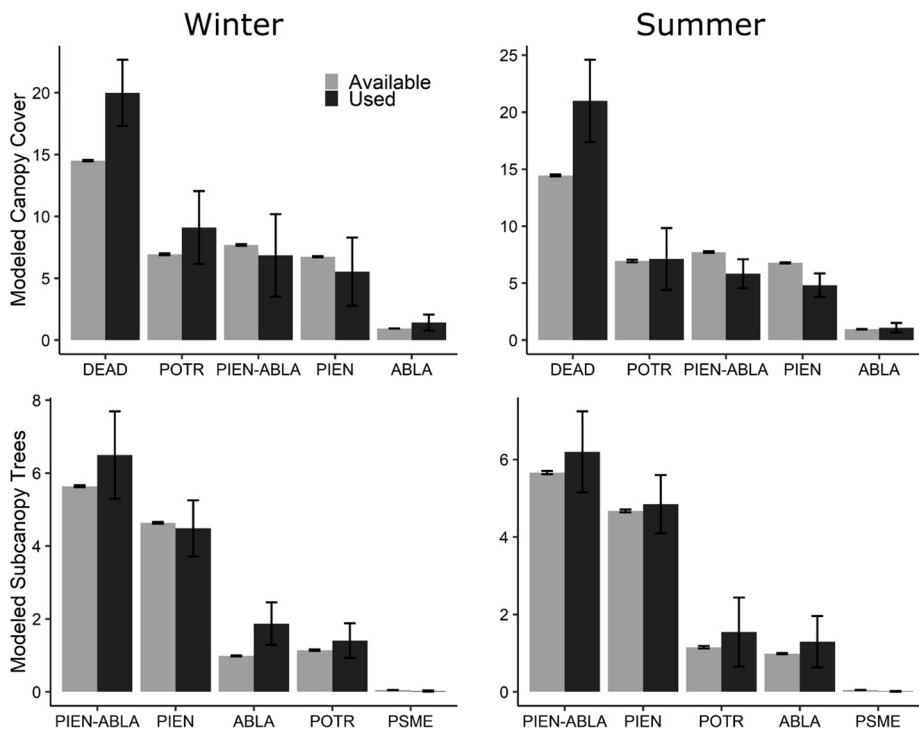 Winter
Summer
Modeled Canopy Cover
20
15
10
5
0
Available
Used
DEAD POTR PIEN-ABLA PIEN ABLA
25
20
15
10
5
0
DEAD POTR PIEN-ABLA PIEN ABLA
Modeled Subcanopy Trees
8
6
4
2
0
PIEN-ABLA PIEN ABLA POTR PSME
6
4
2
0
PIEN-ABLA PIEN POTR ABLA PSME